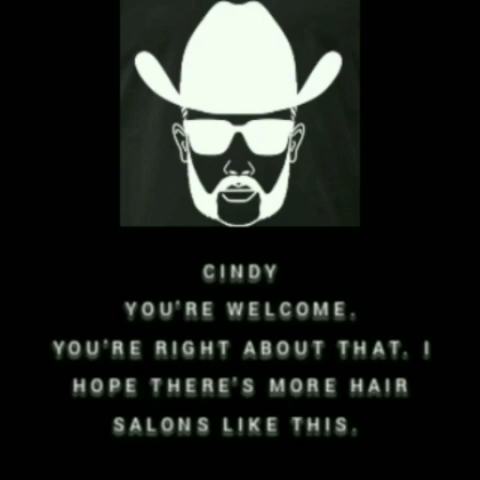 CINDY
YOU'RE WELCOME.
YOU'RE RIGHT ABOUT THAT. I
HOPE THERE'S MORE HAIR
SALONS LIKE THIS.